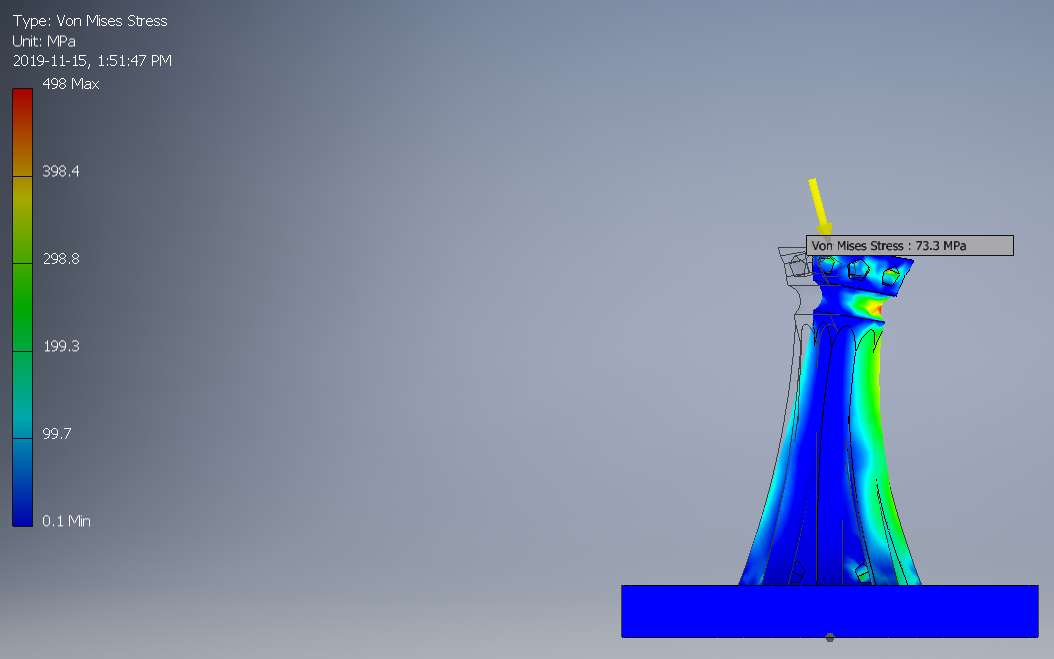 Type: Von Mises Stress
Unit: MPa
2019-11-15, 1:51:47 PM
498 Max
398.4
298.8
199.3
99.7
0.1 Min
Von Mises Stress : 73.3 MPa